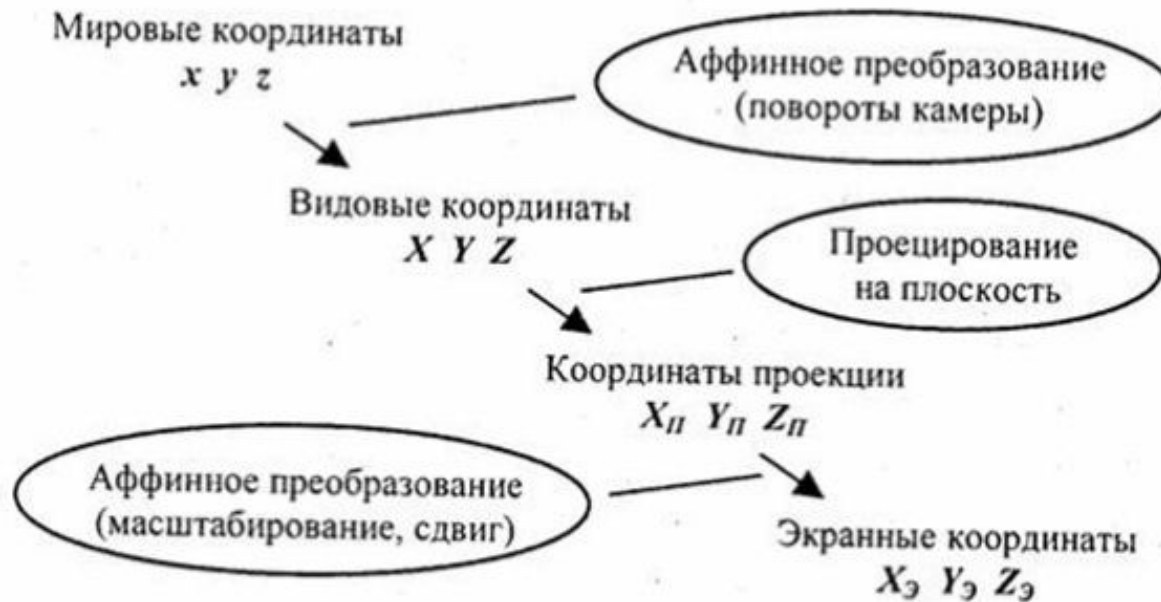 Мировые координаты
x y z
Аффинное преобразование
(повороты камеры)
Видовые координаты
X Y Z
Проецирование
на плоскость
Координаты проекции
Xп Yп Zп
Аффинное преобразование
(масштабирование, сдвиг)
Экранные координаты
Xэ Yэ Zэ